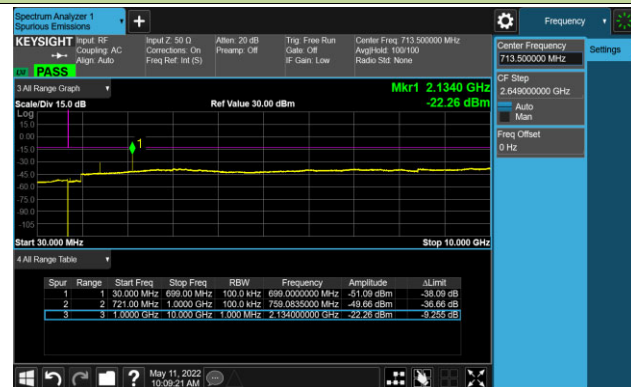 Spectrum Analyzer 1
Spurious Emissions
Frequency
KEYSIGHT Input: RF Input Z: 50 Ω Atten: 20 dB Trig: Free Run Center Freq: 713.500000 MHz
Coupling: AC Corrections: On Preamp: Off Gate: Off Avg|Hold: 100/100
Align: Auto Freq Ref: Int (S) IF Gain: Low Radio Std: None
PASS
Center Frequency
713.500000 MHz
Settings
CF Step
2.649000000 GHz
Auto
Man
Freq Offset
0 Hz
3 All Range Graph
Mkr1 2.1340 GHz
Scale/Div 15.0 dB Ref Value 30.00 dBm -22.26 dBm
Log
15.0
0.00
-15.0
-30.0
-45.0
-60.0
-75.0
-90.0
-105
1
Start 30.000 MHz Stop 10.000 GHz
4 All Range Table
Spur Range Start Freq Stop Freq RBW Frequency Amplitude ΔLimit
1 1 30.000 MHz 699.00 MHz 100.0 kHz 699.0000000 MHz -51.09 dBm -38.09 dB
2 2 721.00 MHz 1.0000 GHz 100.0 kHz 759.0835000 MHz -49.66 dBm -36.66 dB
3 3 1.0000 GHz 10.000 GHz 1.000 MHz 2.134000000 GHz -22.26 dBm -9.255 dB
May 11, 2022
10:09:21 AM